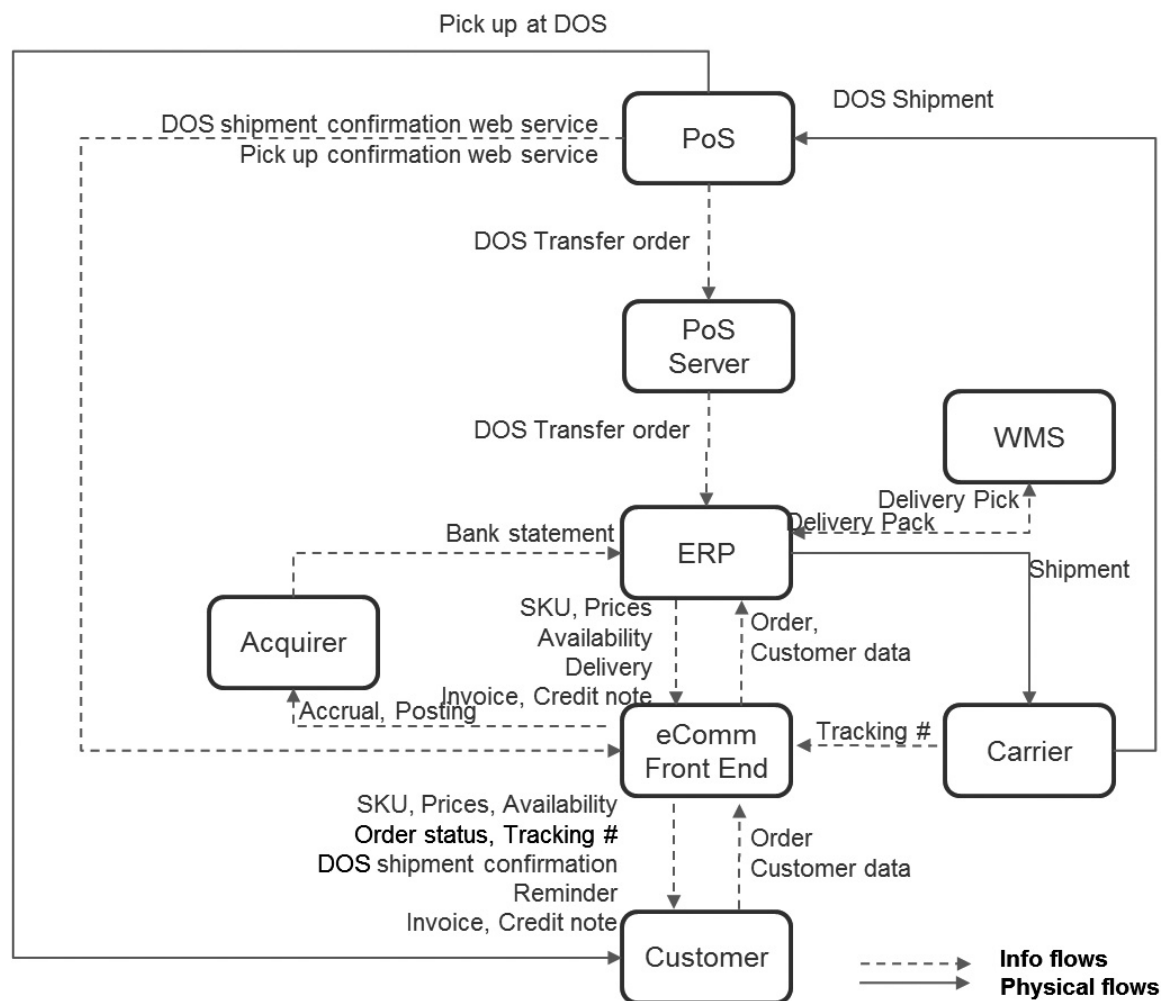 Pick up at DOS
DOS Shipment
DOS shipment confirmation web service
Pick up confirmation web service
PoS
DOS Transfer order
PoS
Server
DOS Transfer order
WMS
Delivery Pick
Delivery Pack
Bank statement
ERP
Shipment
SKU, Prices
Availability
Delivery
Invoice, Credit note
Order,
Customer data
Acquirer
Accrual, Posting
eComm
Front End
Tracking #
Carrier
SKU, Prices, Availability
Order status, Tracking #
DOS shipment confirmation
Reminder
Invoice, Credit note
Order
Customer data
Customer
Info flows
Physical flows